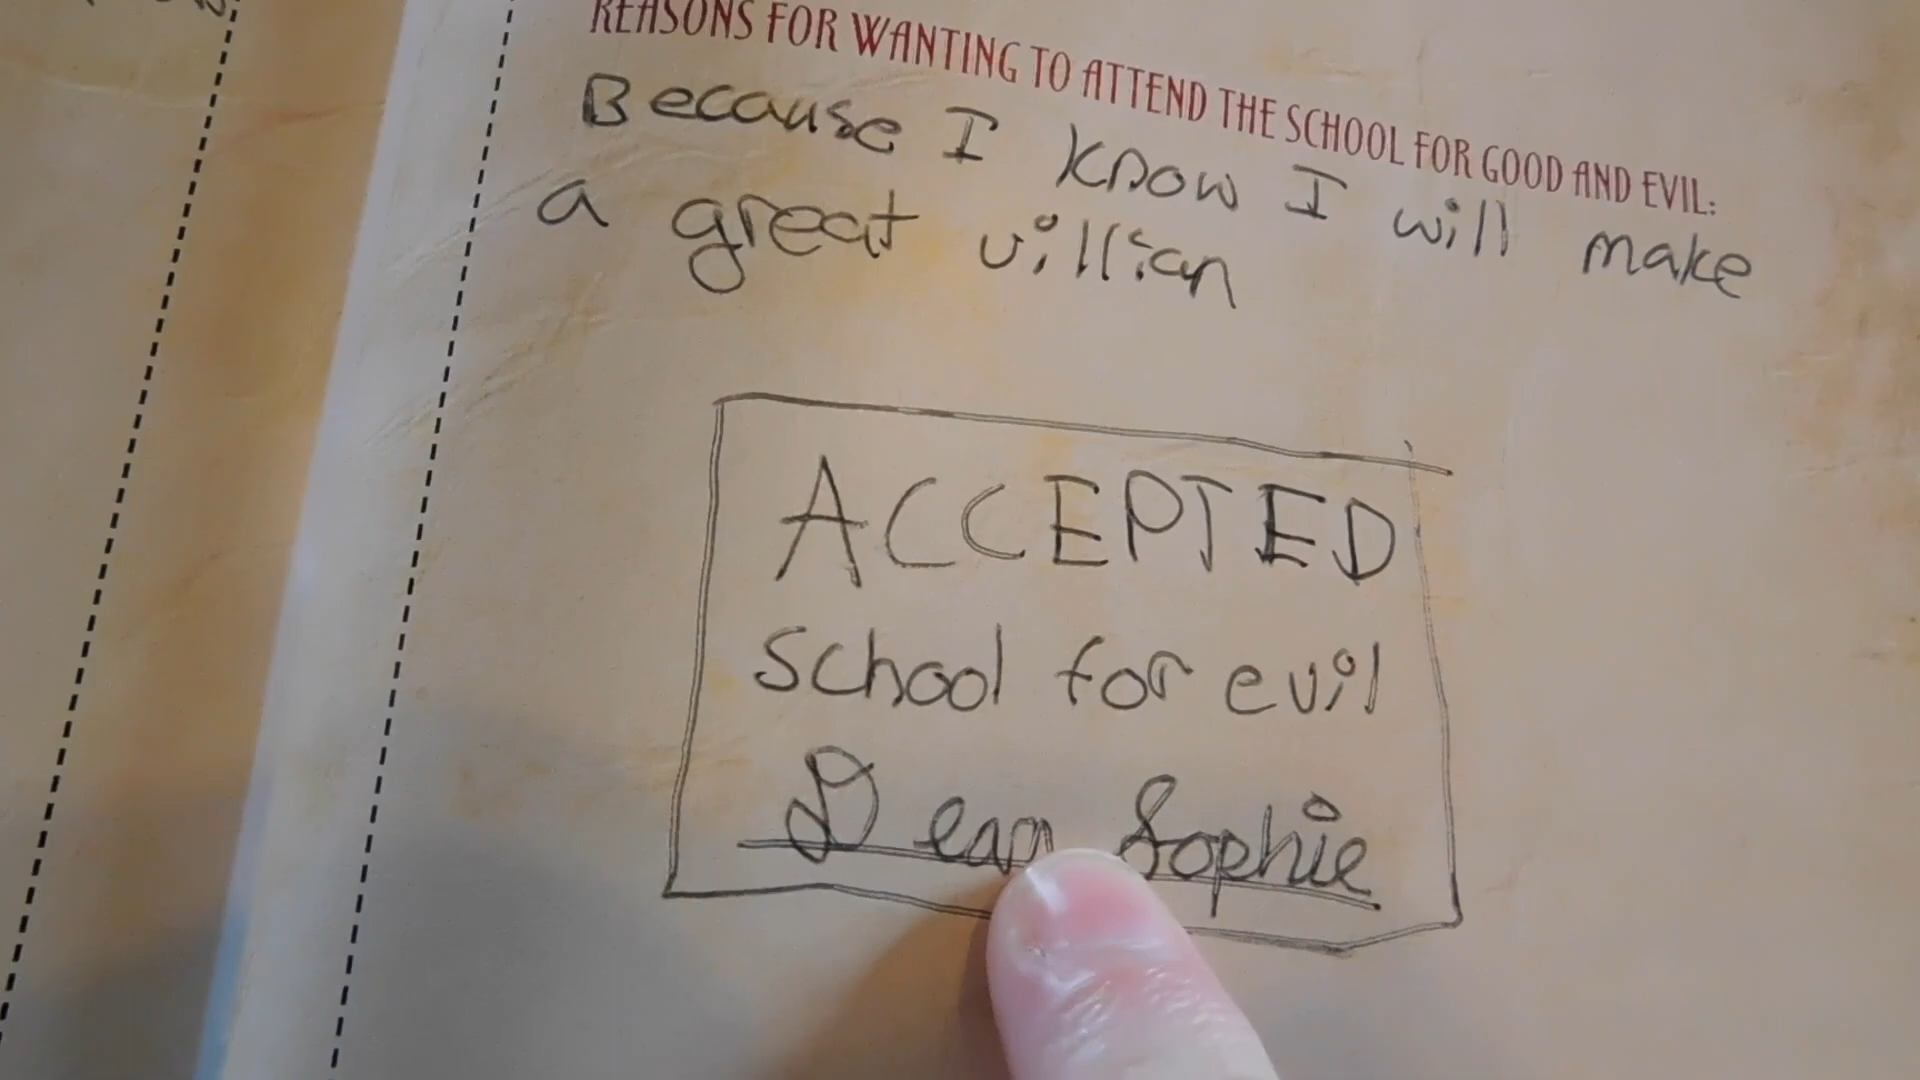 REASONS FOR WANTING TO ATTEND THE SCHOOL FOR GOOD AND EVIL:
Because I know I will make
a great villian
ACCEPTED
School for evil
Dean Sophie